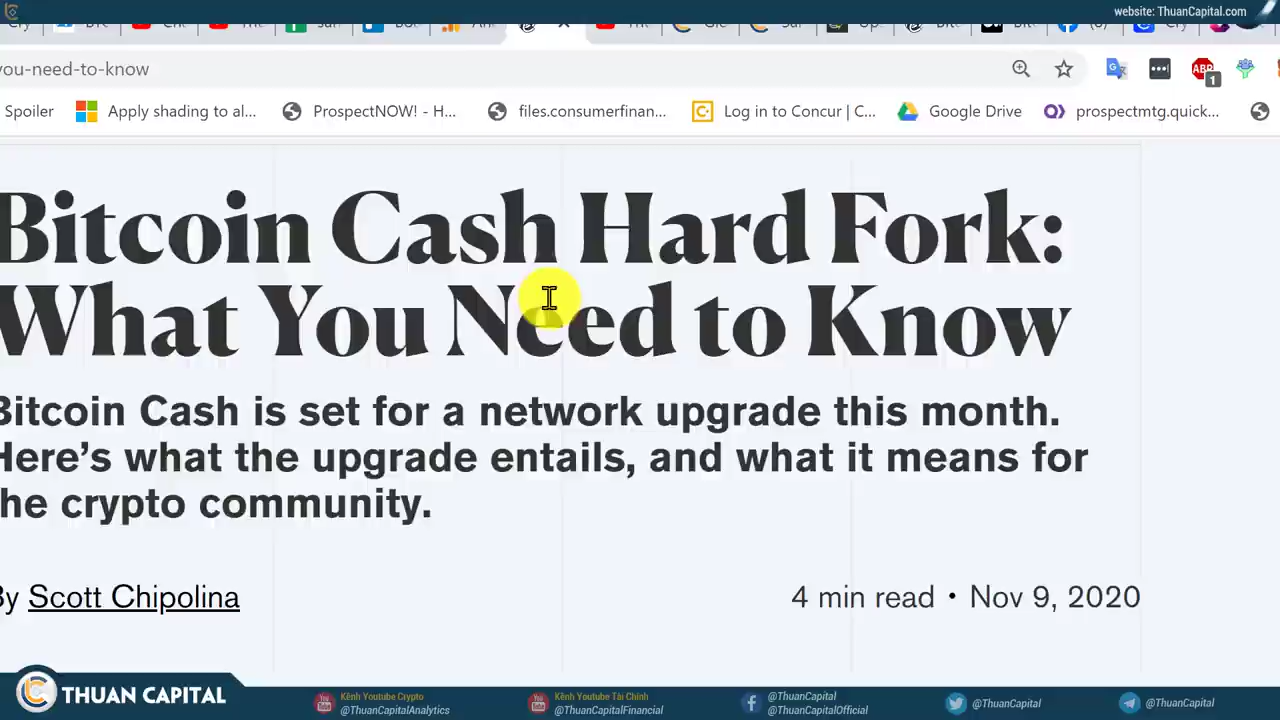 website: ThuanCapital.com
you-need-to-know
ABP
1
Spoiler
Apply shading to al...
ProspectNOW! - H...
files.consumerfinan...
Log in to Concur | C...
Google Drive
prospectmtg.quick...
Bitcoin Cash Hard Fork:
What You Need to Know
Bitcoin Cash is set for a network upgrade this month.
Here's what the upgrade entails, and what it means for
the crypto community.
By Scott Chipolina
4 min read • Nov 9, 2020
THUAN CAPITAL
Kênh Youtube Crypto
@ThuanCapitalAnalytics
Kênh Youtube Tài Chính
@ThuanCapitalFinancial
@ThuanCapital
@ThuanCapitalOfficial
@ThuanCapital
@ThuanCapital